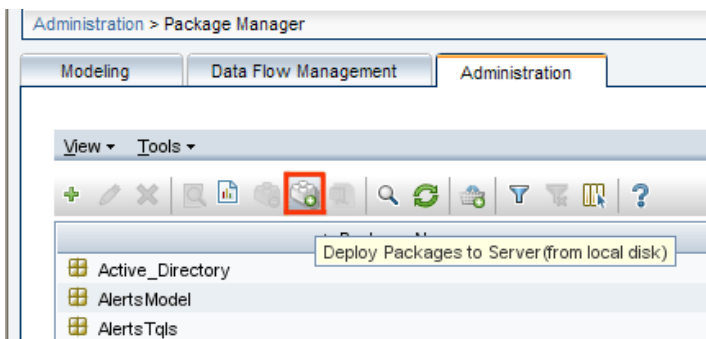 Administration > Package Manager
Modeling Data Flow Management Administration
View Tools
Deploy Packages to Server(from local disk)
Active_Directory
AlertsModel
AlertsTqls